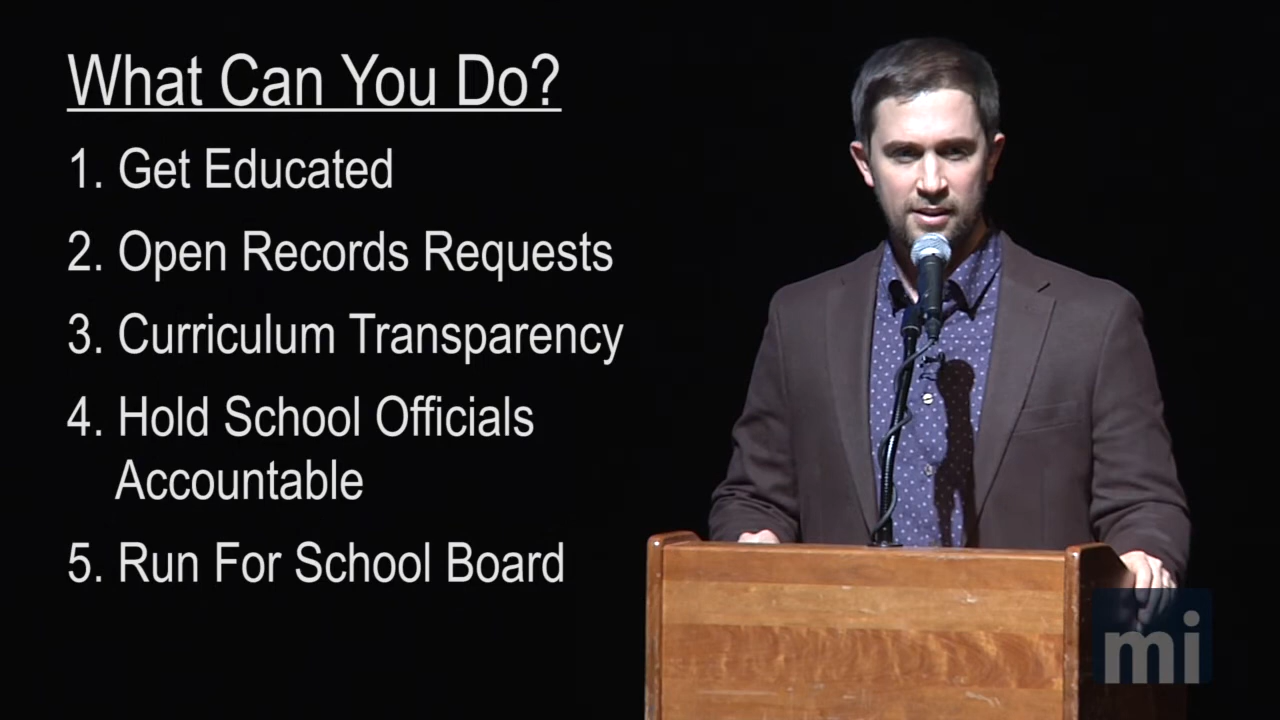 What Can You Do?
1. Get Educated
2. Open Records Requests
3. Curriculum Transparency
4. Hold School Officials
Accountable
5. Run For School Board
mi